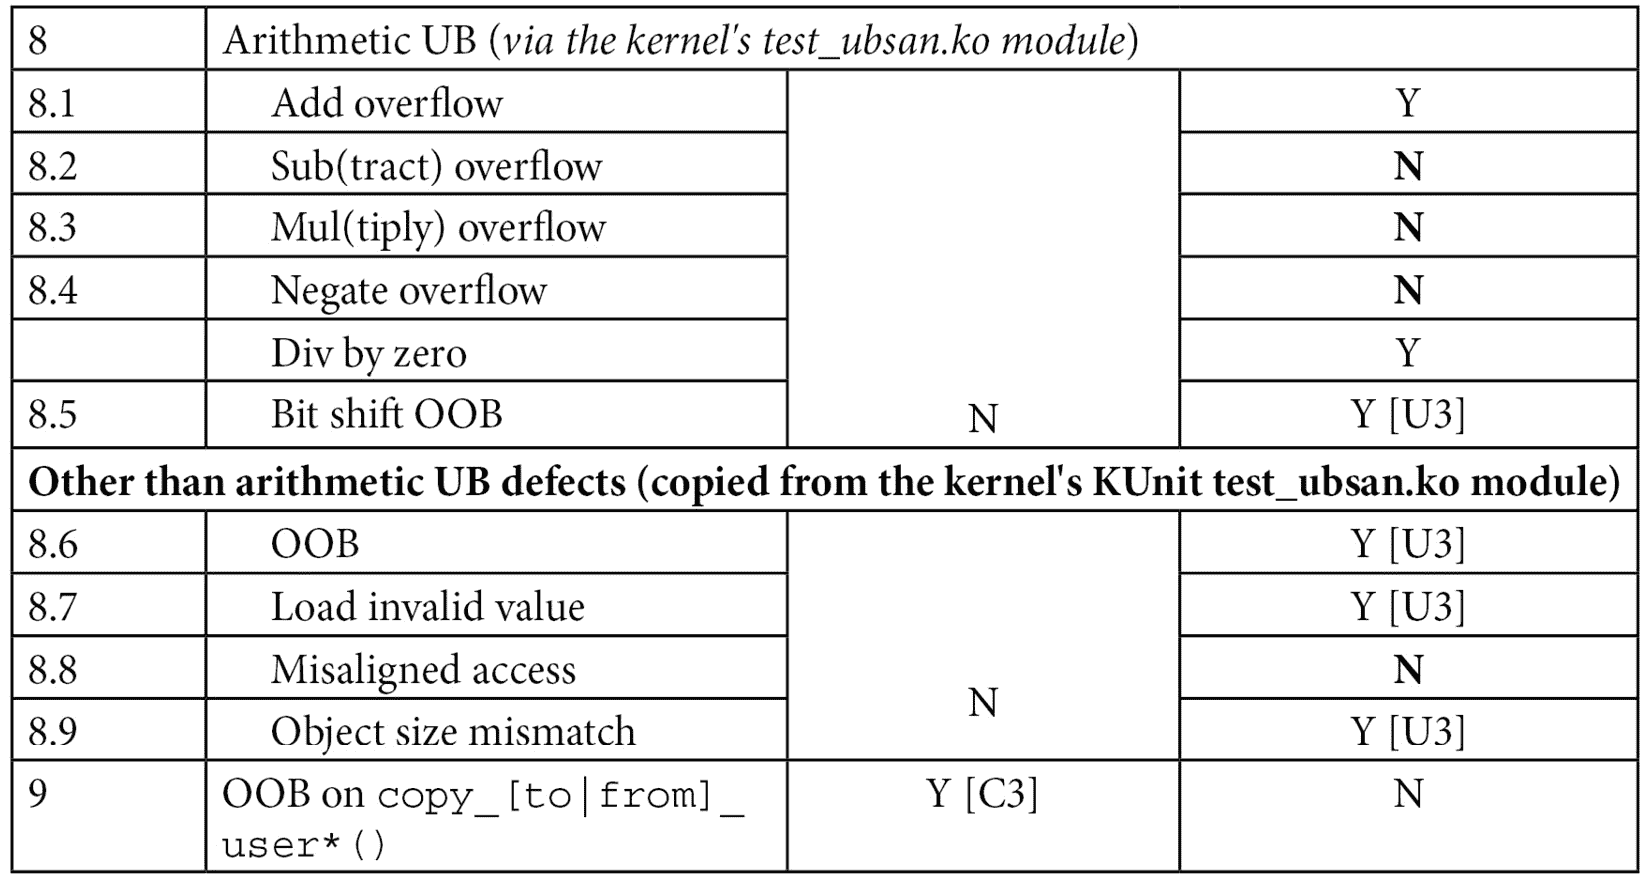 8 Arithmetic UB (via the kernel's test_ubsan.ko module)
8.1 Add overflow Y
8.2 Sub(tract) overflow N
8.3 Mul(tiply) overflow N
8.4 Negate overflow N
Div by zero Y
8.5 Bit shift OOB N Y [U3]
Other than arithmetic UB defects (copied from the kernel's KUnit test_ubsan.ko module)
8.6 OOB Y [U3]
8.7 Load invalid value Y [U3]
8.8 Misaligned access N
N
8.9 Object size mismatch Y [U3]
9 OOB on copy_[to|from]_ Y [C3] N
user*()